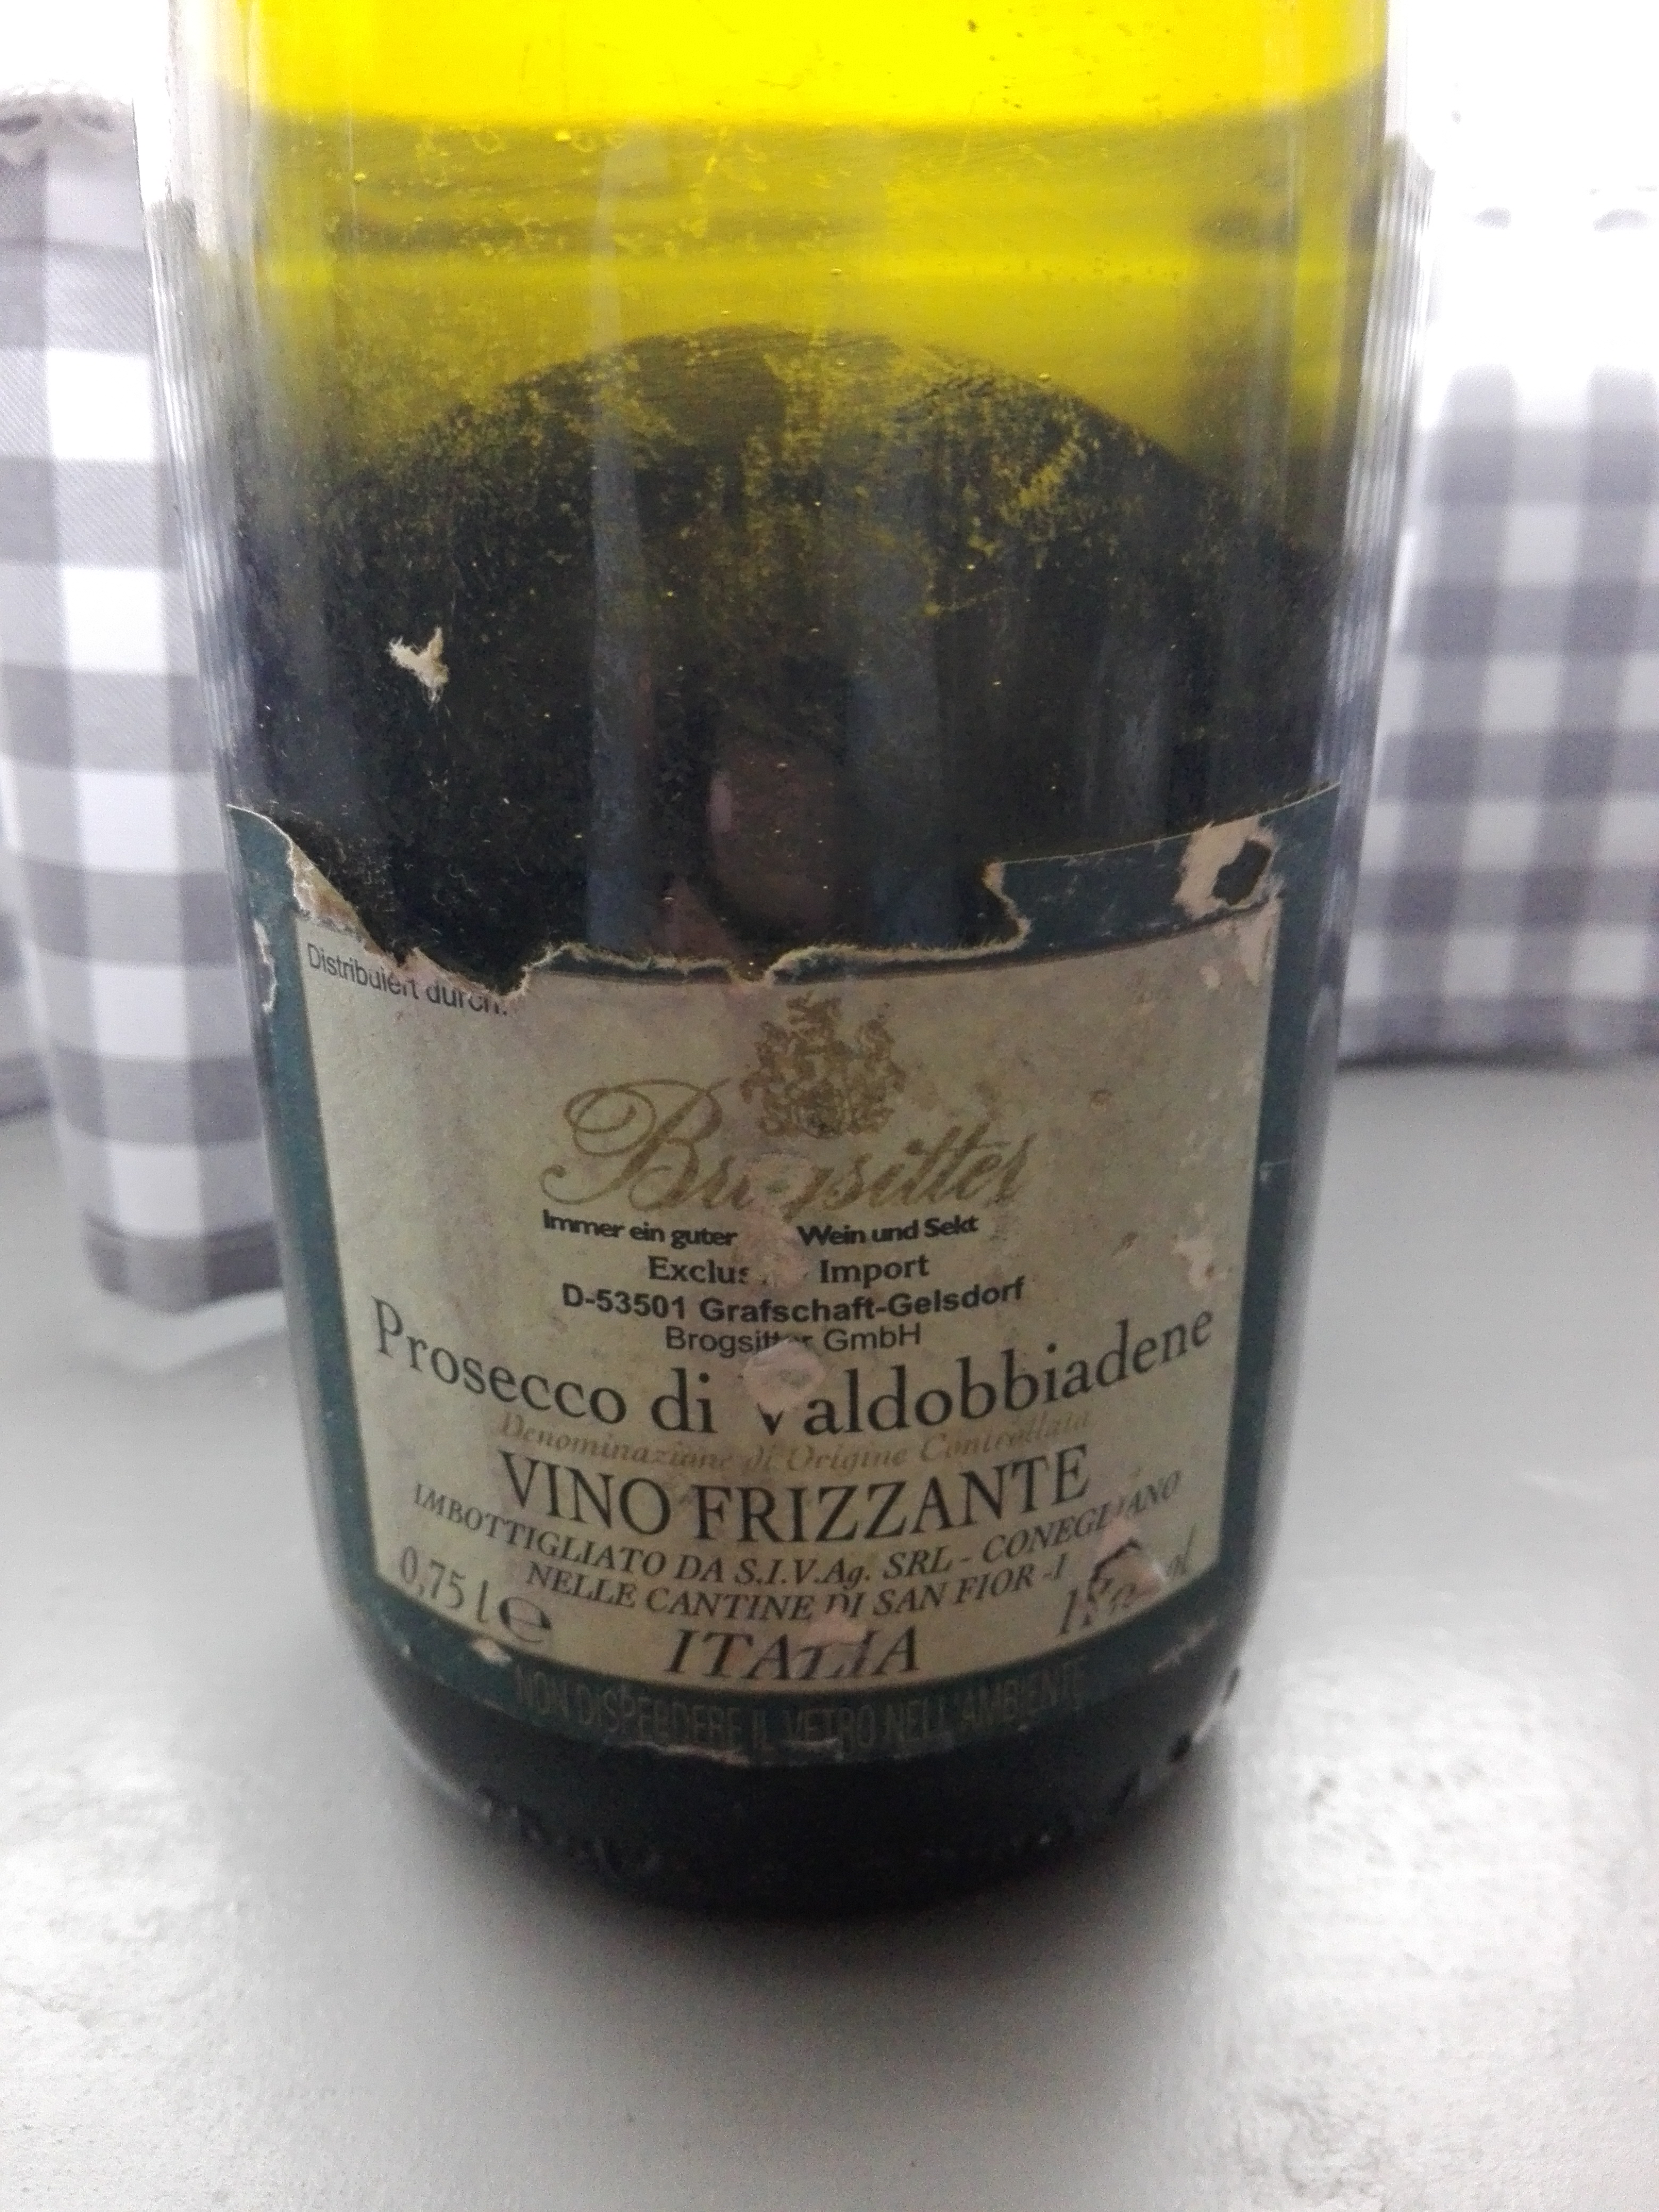 Distribuiert durch:
Brogsitter
Immer ein guter Wein und Sekt
Import
D-53501 Grafschaft-Gelsdorf
Brogsitter GmbH
Prosecco di Valdobbiadene
Denominazione di Origine Controllata
VINO FRIZZANTE
IMBOTTIGLIATO DA S.I.V.Ag. SRL - CONEGLIANO
NELLE CANTINE DI SAN FIOR -I
0,75 l e
ITALIA
NON DISPERDERE IL VETRO NELL'AMBIENTE